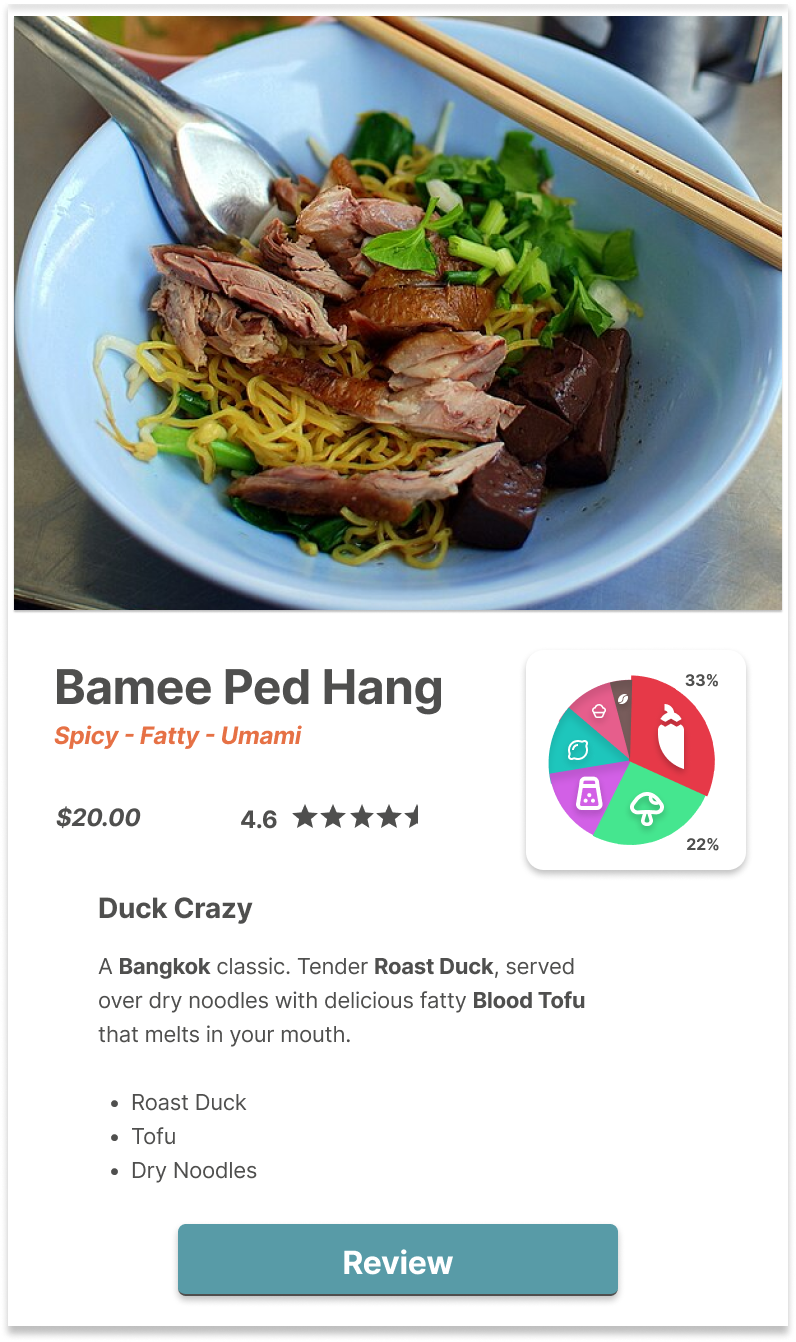 Bamee Ped Hang
Spicy - Fatty - Umami
$20.00
4.6
33%
22%
Duck Crazy
A Bangkok classic. Tender Roast Duck, served
over dry noodles with delicious fatty Blood Tofu
that melts in your mouth.
• Roast Duck
• Tofu
• Dry Noodles
Review